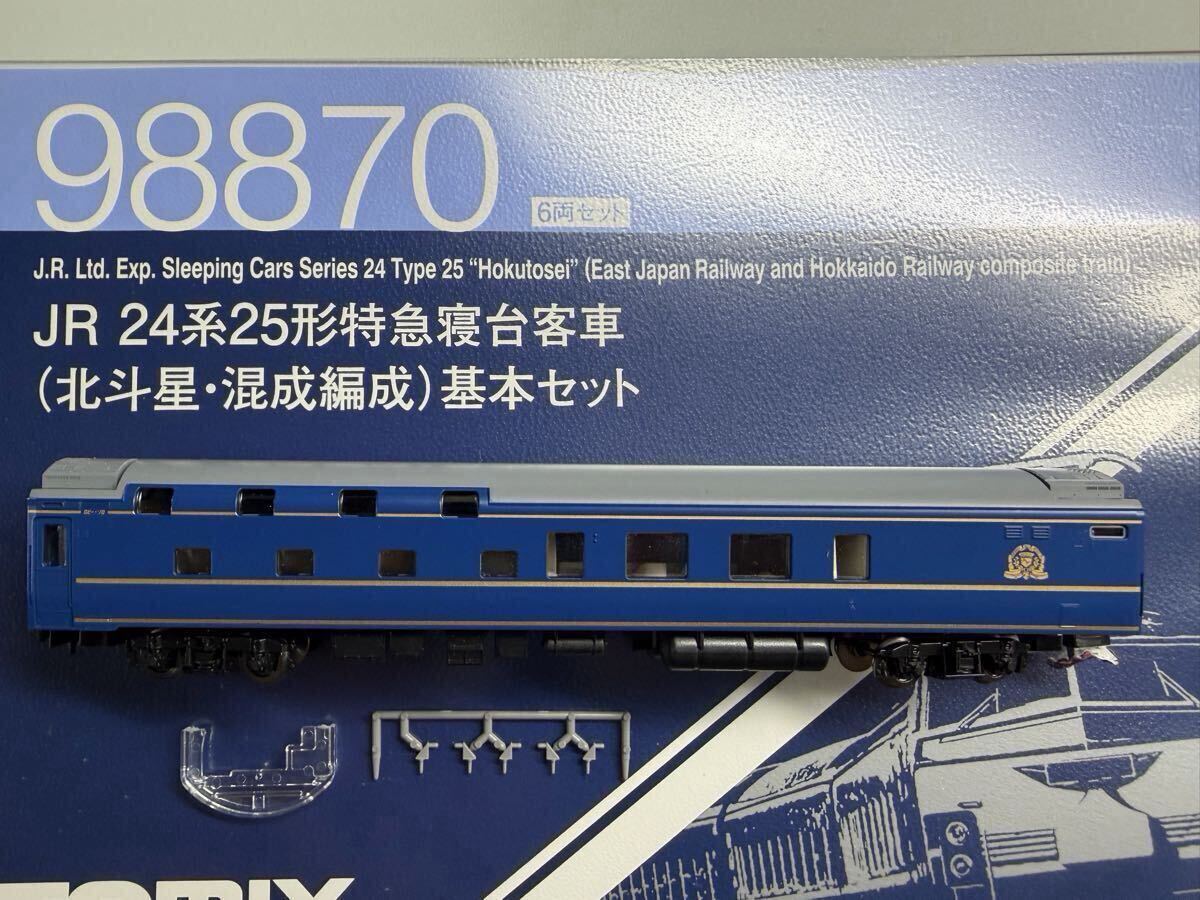 98870
6両セット
J.R. Ltd. Exp. Sleeping Cars Series 24 Type 25 “Hokutosei” (East Japan Railway and Hokkaido Railway composite train)
JR 24系25形特急寝台客車
（北斗星・混成編成）基本セット
TOMIX